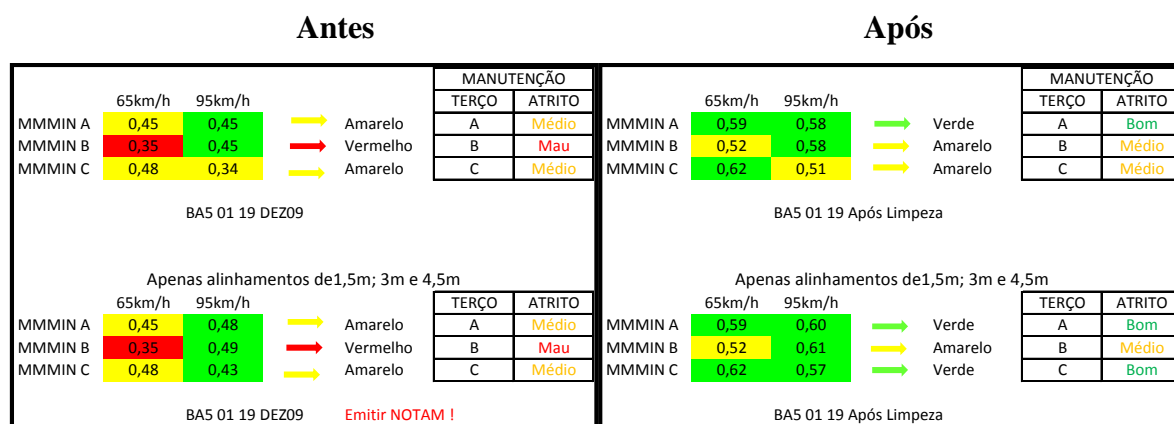 Antes
MANUTENÇÃO
65km/h 95km/h TERÇO ATRITO
MMMIN A 0,45 0,45 Amarelo A Médio
MMMIN B 0,35 0,45 Vermelho B Mau
MMMIN C 0,48 0,34 Amarelo C Médio
BA5 01 19 DEZ09
Apenas alinhamentos de1,5m; 3m e 4,5m
65km/h 95km/h TERÇO ATRITO
MMMIN A 0,45 0,48 Amarelo A Médio
MMMIN B 0,35 0,49 Vermelho B Mau
MMMIN C 0,48 0,43 Amarelo C Médio
BA5 01 19 DEZ09 Emitir NOTAM !
Após
MANUTENÇÃO
65km/h 95km/h TERÇO ATRITO
MMMIN A 0,59 0,58 Verde A Bom
MMMIN B 0,52 0,58 Amarelo B Médio
MMMIN C 0,62 0,51 Amarelo C Médio
BA5 01 19 Após Limpeza
Apenas alinhamentos de1,5m; 3m e 4,5m
65km/h 95km/h TERÇO ATRITO
MMMIN A 0,59 0,60 Verde A Bom
MMMIN B 0,52 0,61 Amarelo B Médio
MMMIN C 0,62 0,57 Verde C Bom
BA5 01 19 Após Limpeza